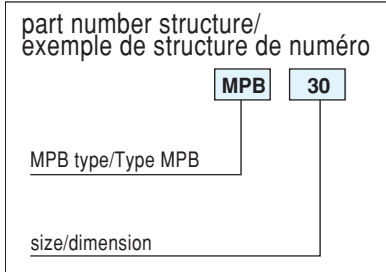 part number structure/
exemple de structure de numéro
MPB 30
MPB type/Type MPB
size/dimension